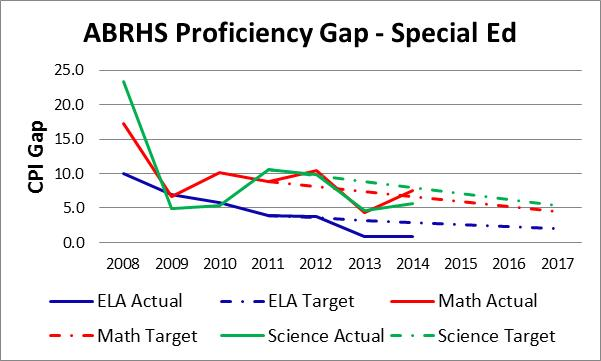 ABRHS Proficiency Gap - Special Ed
CPI Gap
25.0
20.0
15.0
10.0
5.0
0.0
2008 2009 2010 2011 2012 2013 2014 2015 2016 2017
ELA Actual ELA Target Math Actual
Math Target Science Actual Science Target